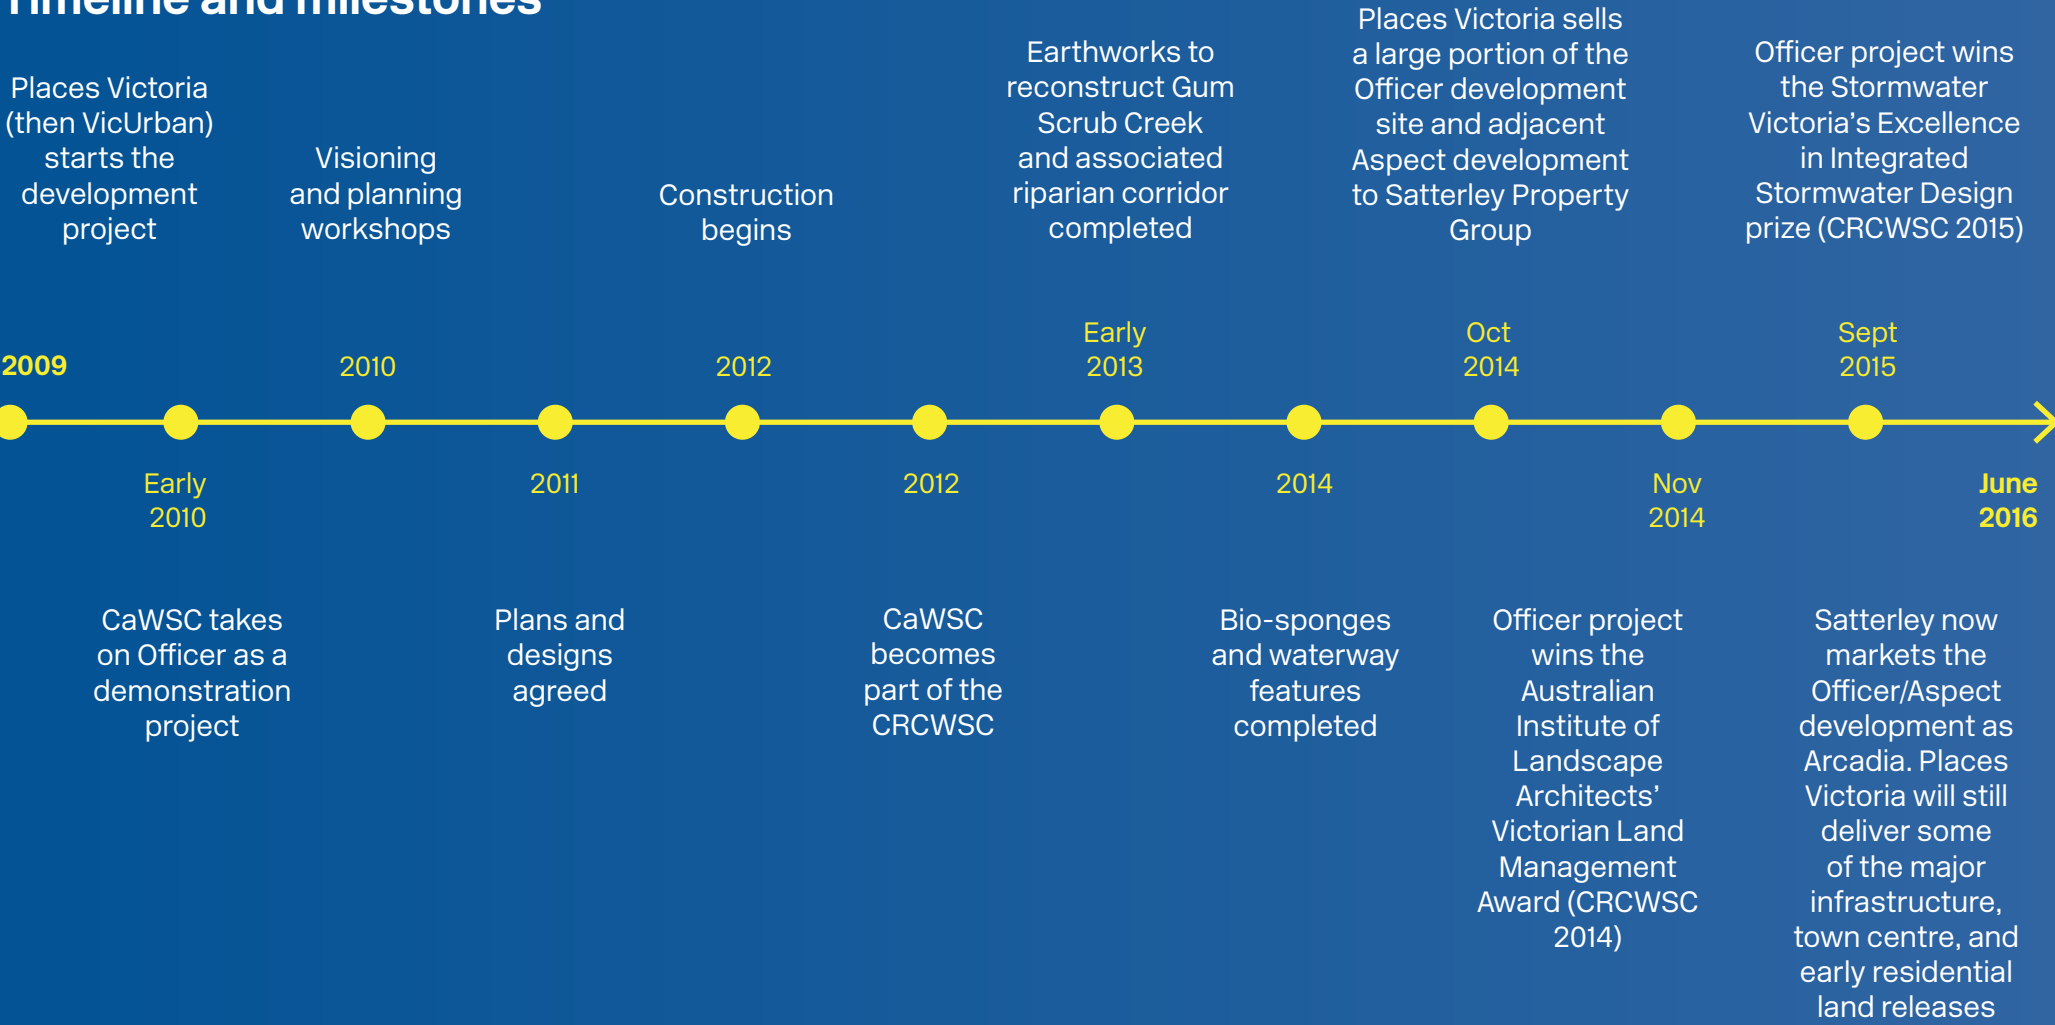 Timeline and milestones
Places Victoria
(then VicUrban)
starts the
development
project
Visioning
and planning
workshops
Construction
begins
Earthworks to
reconstruct Gum
Scrub Creek
and associated
riparian corridor
completed
Places Victoria sells
a large portion of the
Officer development
site and adjacent
Aspect development
to Satterley Property
Group
Officer project wins
the Stormwater
Victoria’s Excellence
in Integrated
Stormwater Design
prize (CRCWSC 2015)
2009
2010
2012
Early
2013
Oct
2014
Sept
2015
Early
2010
2011
2012
2014
Nov
2014
June
2016
CaWSC takes
on Officer as a
demonstration
project
Plans and
designs
agreed
CaWSC
becomes
part of the
CRCWSC
Bio-sponges
and waterway
features
completed
Officer project
wins the
Australian
Institute of
Landscape
Architects’
Victorian Land
Management
Award (CRCWSC
2014)
Satterley now
markets the
Officer/Aspect
development as
Arcadia. Places
Victoria will still
deliver some
of the major
infrastructure,
town centre, and
early residential
land releases